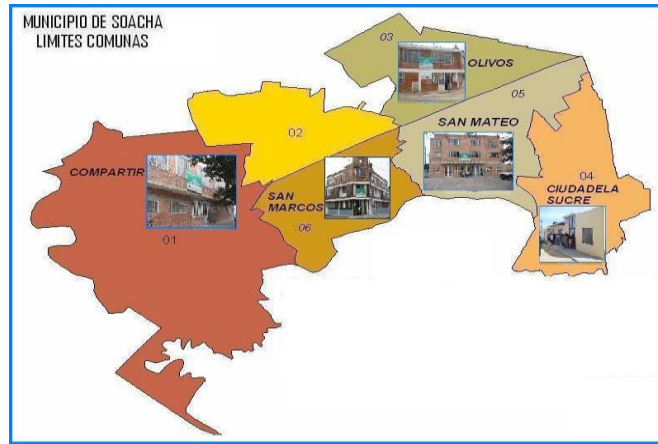 MUNICIPIO DE SOACHA
LIMITES COMUNAS
03
OLIVOS
05
SAN MATEO
02
04
CIUDADELA
SUCRE
COMPARTIR
01
SAN
MARCOS
06